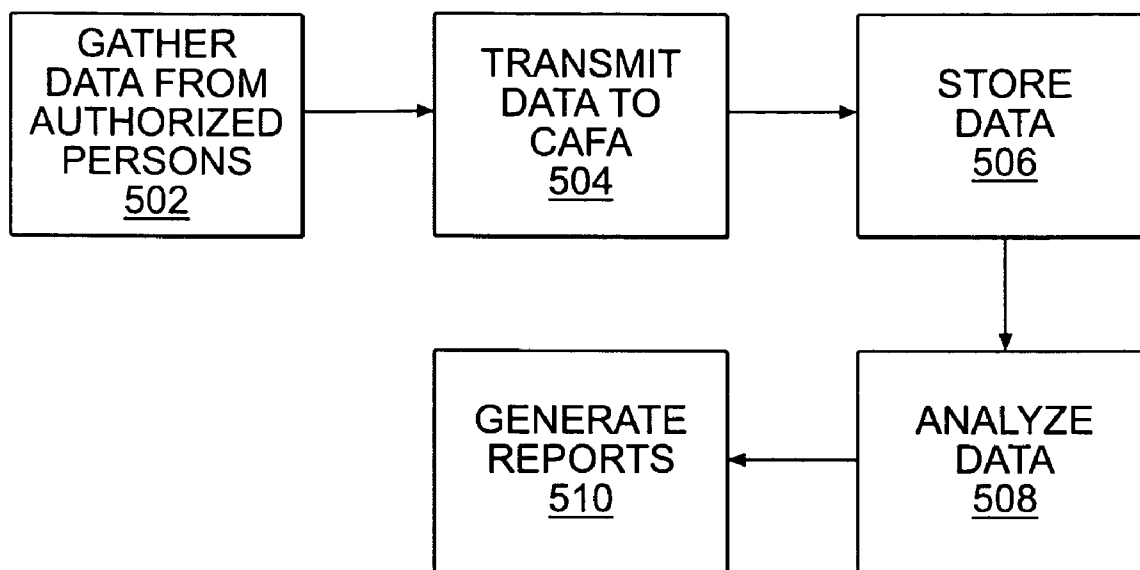 GATHER
DATA FROM
AUTHORIZED
PERSONS
502
TRANSMIT
DATA TO
CAFA
504
STORE
DATA
506
ANALYZE
DATA
508
GENERATE
REPORTS
510